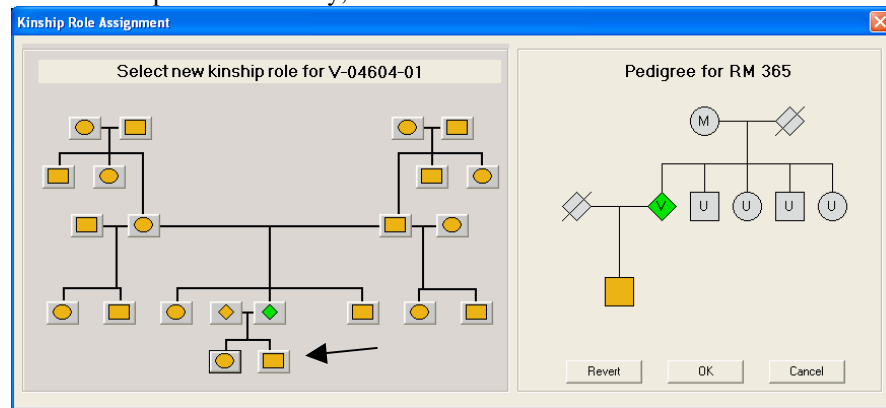 Kinship Role Assignment
Select new kinship role for V-04604-01
Pedigree for RM 365
M
V U U U U
Revert OK Cancel